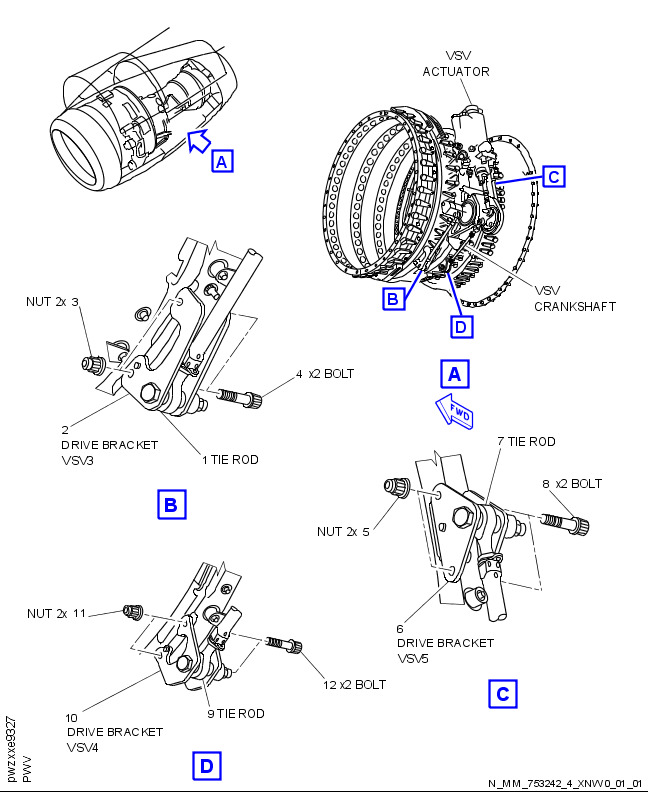 VSV
ACTUATOR
A
C
B
D
VSV
CRANKSHAFT
A
FWD
NUT 2x 3
4 x2 BOLT
2
DRIVE BRACKET
VSV3
1 TIE ROD
B
7 TIE ROD
8 x2 BOLT
NUT 2x 5
6
DRIVE BRACKET
VSV5
C
NUT 2x 11
12 x2 BOLT
9 TIE ROD
10
DRIVE BRACKET
VSV4
D
pwzxxe9327
PWV
N_MM_753242_4_XNVV0_01_01